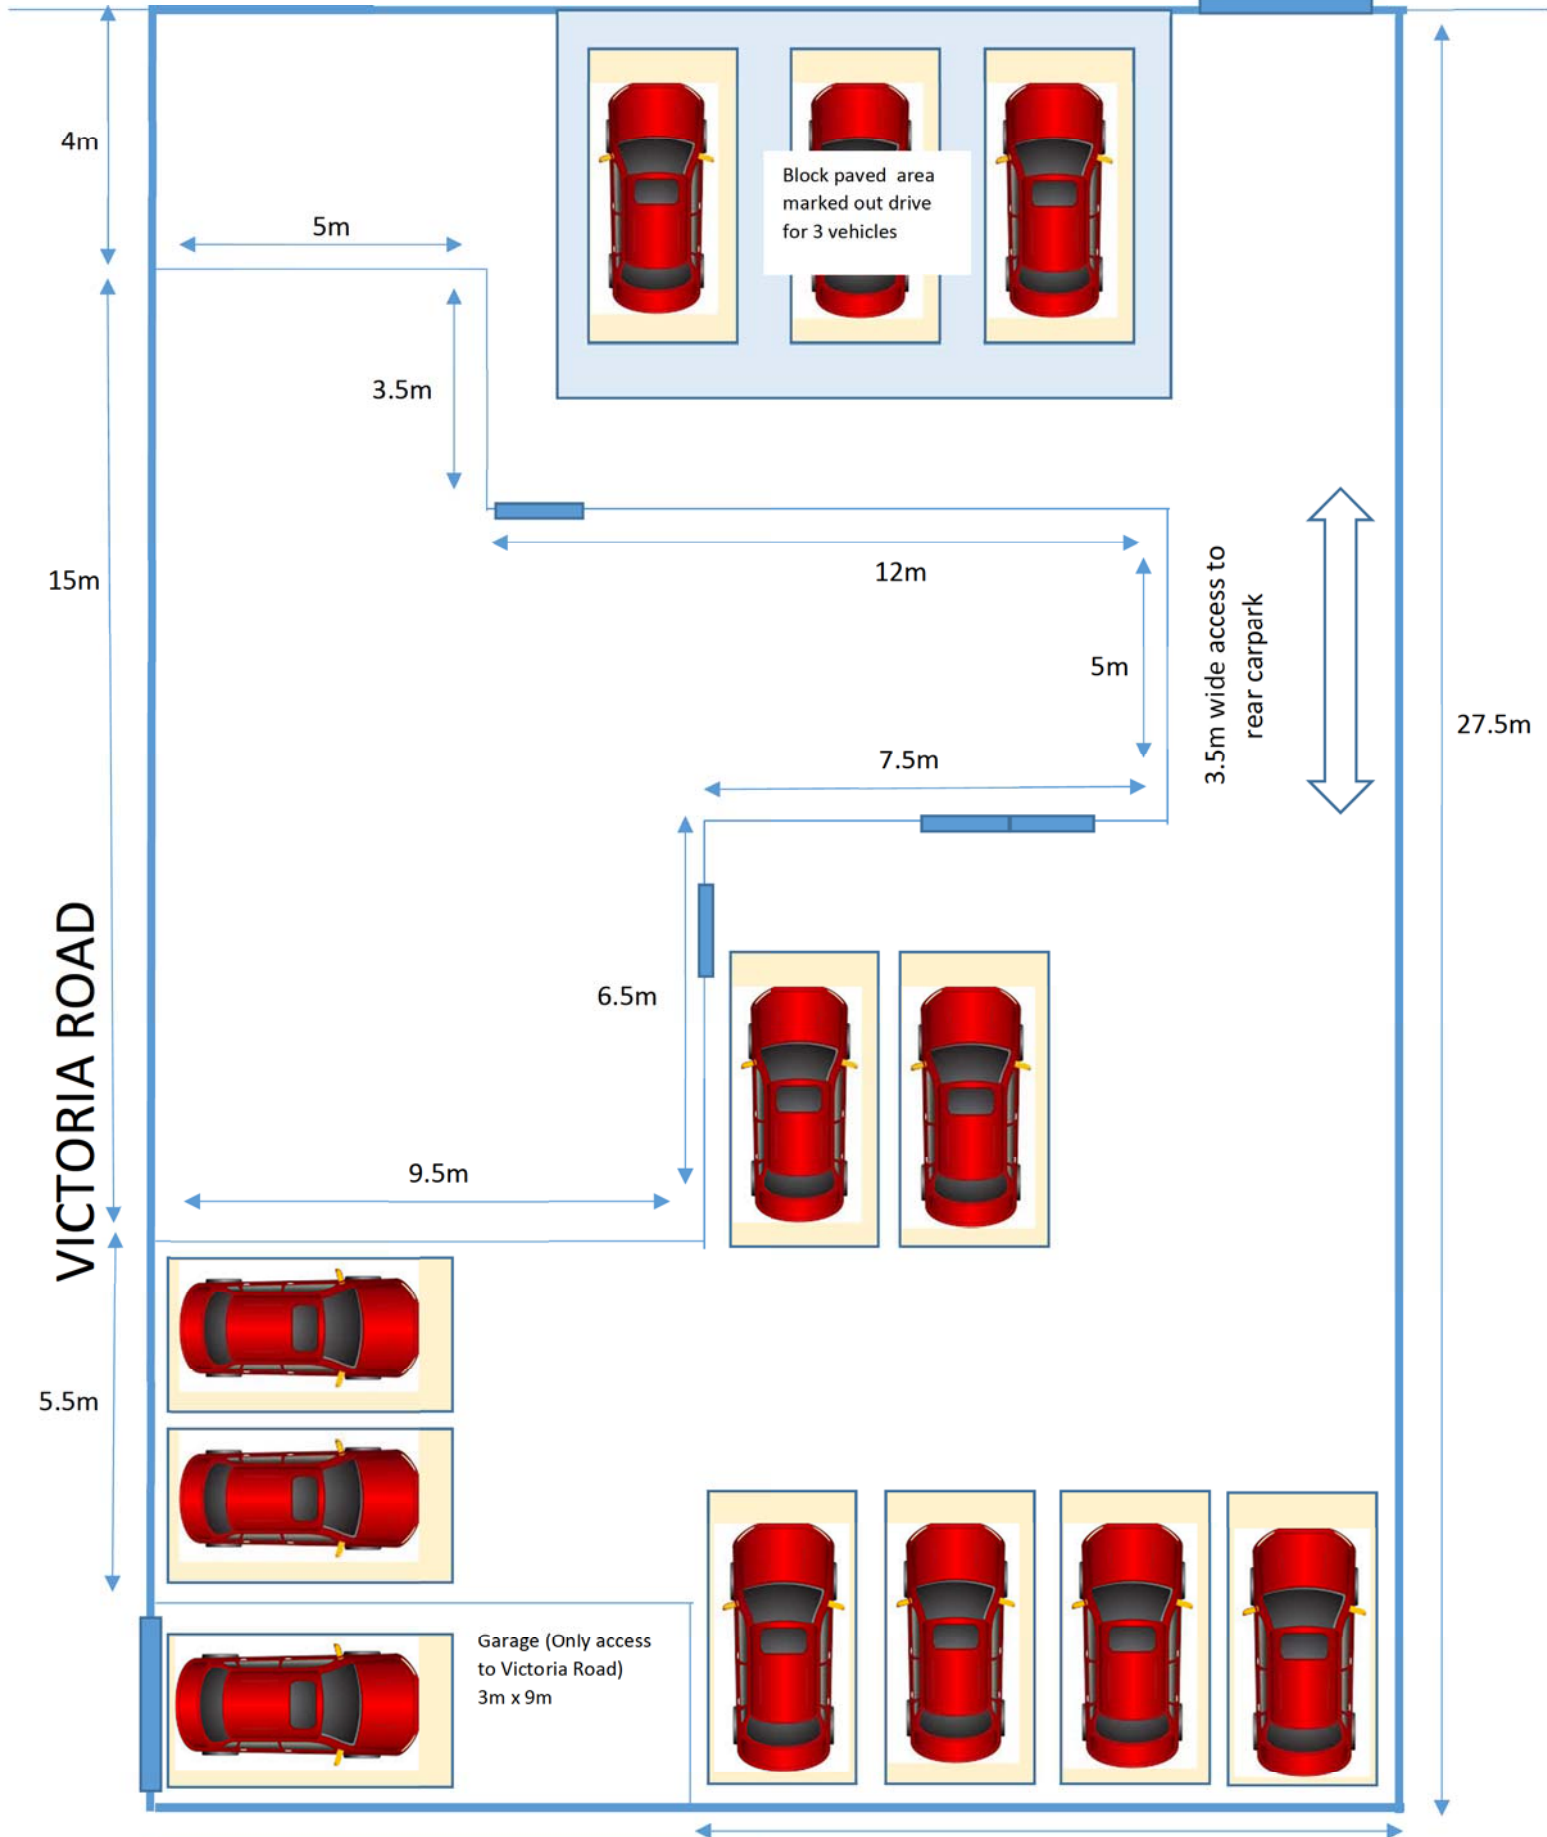 4m
5m
Block paved area
marked out drive
for 3 vehicles
3.5m
12m
15m
3.5m wide access to
rear carpark
5m
27.5m
7.5m
VICTORIA ROAD
6.5m
9.5m
5.5m
Garage (Only access
to Victoria Road)
3m x 9m